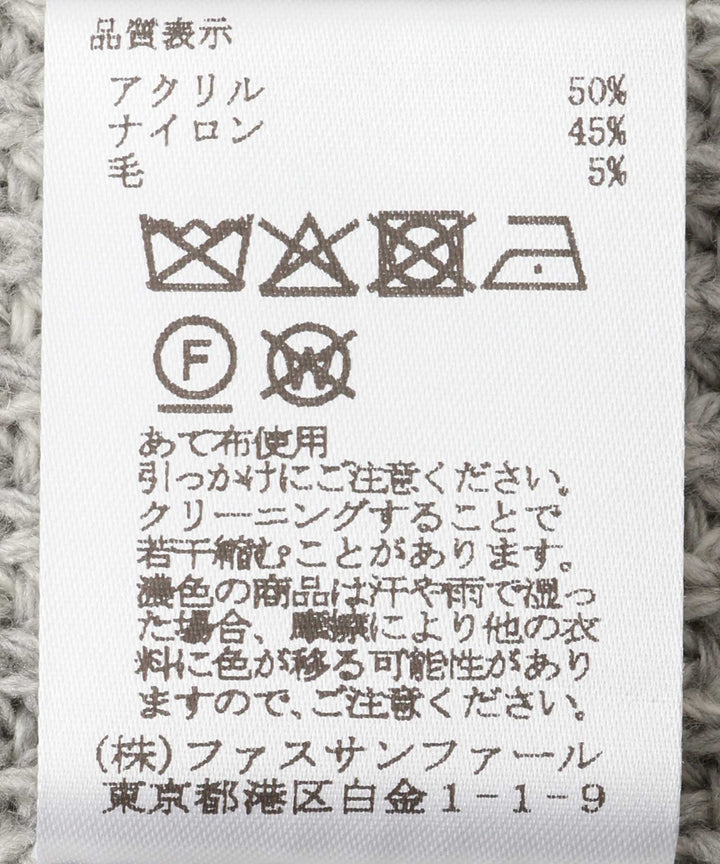 品質表示
アクリル 50%
ナイロン 45%
毛 5%
F W
あて布使用
引っかけにご注意ください。
クリーニングすることで
若干縮むことがあります。
濃色の商品は汗や雨で湿っ
た場合、摩擦により他の衣
料に色が移る可能性があり
ますので、ご注意ください。
(株)ファスサンファール
東京都港区白金1-1-9